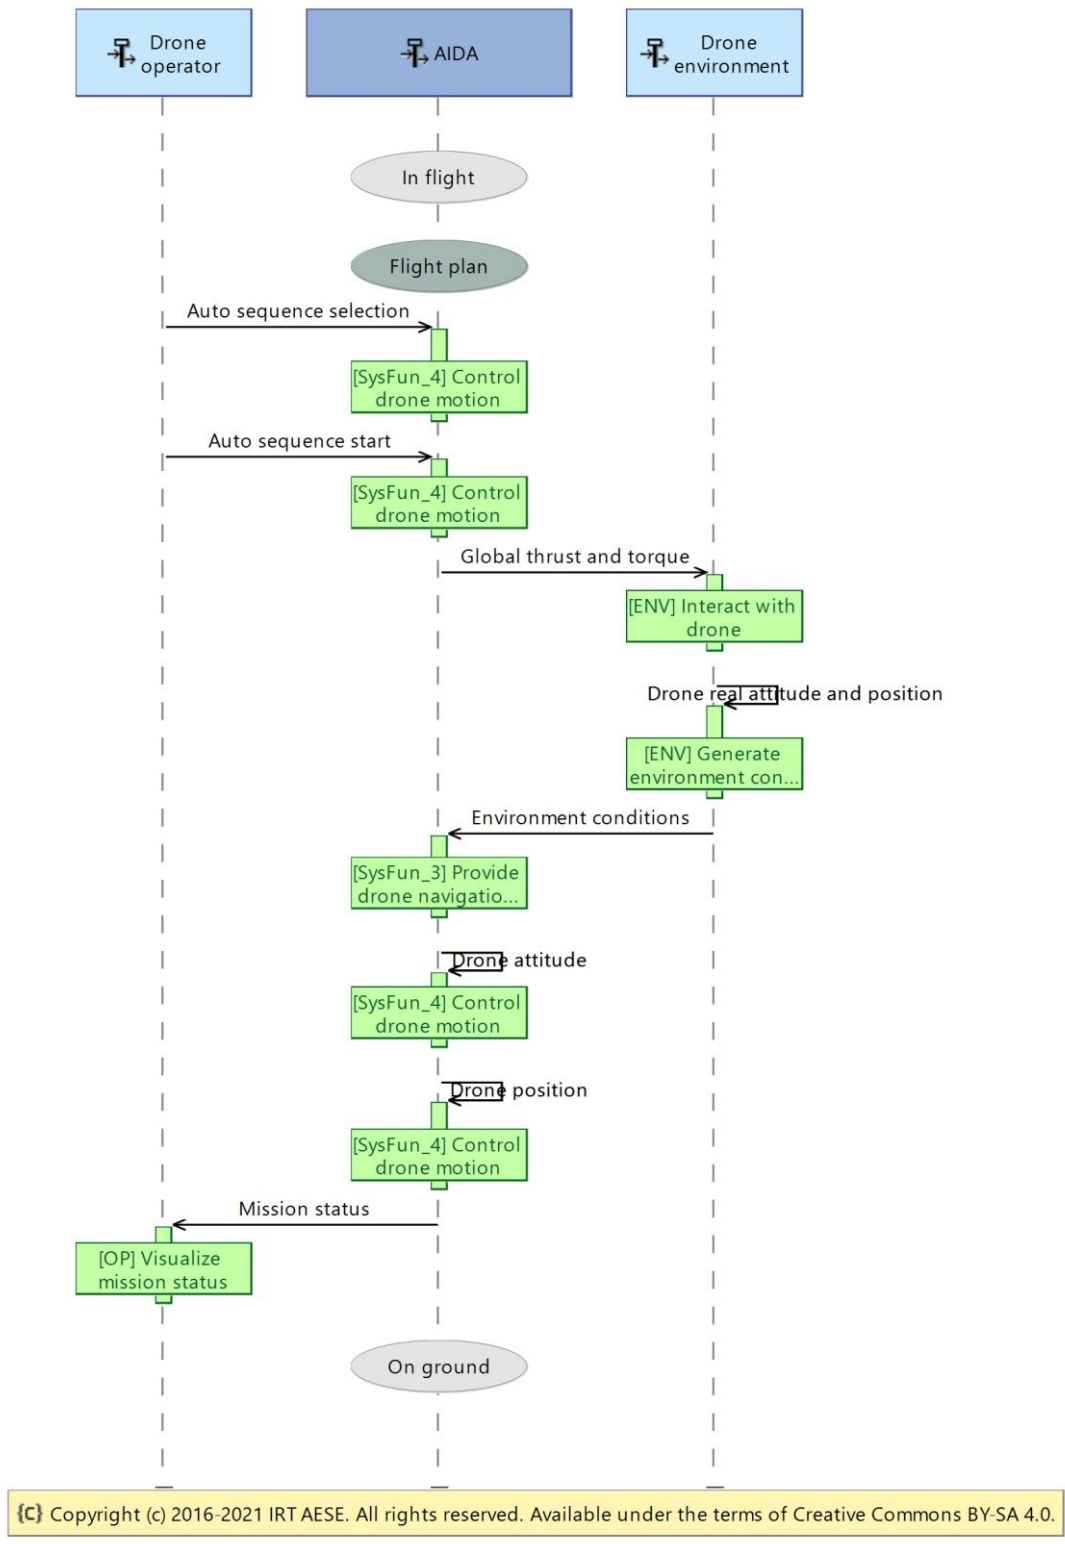 Drone
operator
AIDA
Drone
environment
In flight
Flight plan
Auto sequence selection
[SysFun_4] Control
drone motion
Auto sequence start
[SysFun_4] Control
drone motion
Global thrust and torque
[ENV] Interact with
drone
Drone real attitude and position
[ENV] Generate
environment con...
Environment conditions
[SysFun_3] Provide
drone navigatio...
Drone attitude
[SysFun_4] Control
drone motion
Drone position
[SysFun_4] Control
drone motion
Mission status
[OP] Visualize
mission status
On ground
{c} Copyright (c) 2016-2021 IRT AESE. All rights reserved. Available under the terms of Creative Commons BY-SA 4.0.